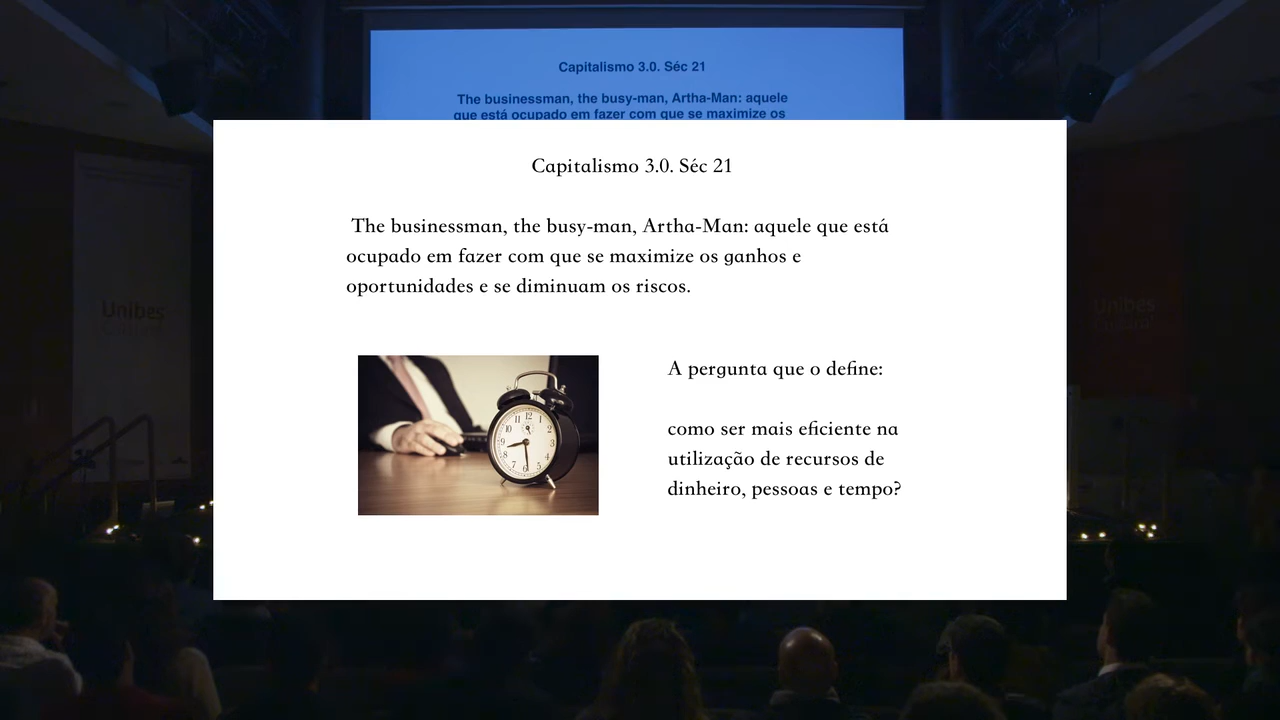 Capitalismo 3.0. Séc 21
The businessman, the busy-man, Artha-Man: aquele
que está ocupado em fazer com que se maximize os
Capitalismo 3.0. Séc 21
The businessman, the busy-man, Artha-Man: aquele que está
ocupado em fazer com que se maximize os ganhos e
oportunidades e se diminuam os riscos.
A pergunta que o define:
como ser mais eficiente na
utilização de recursos de
dinheiro, pessoas e tempo?
Unibes
Cultural
Unibes
Cultural